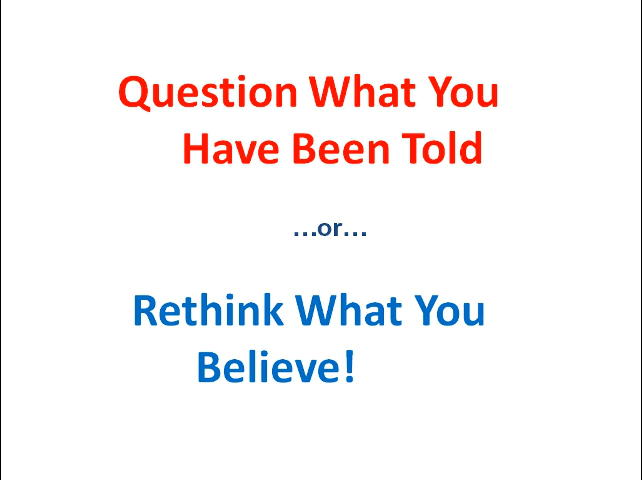 Question What You
Have Been Told
...or...
Rethink What You
Believe!